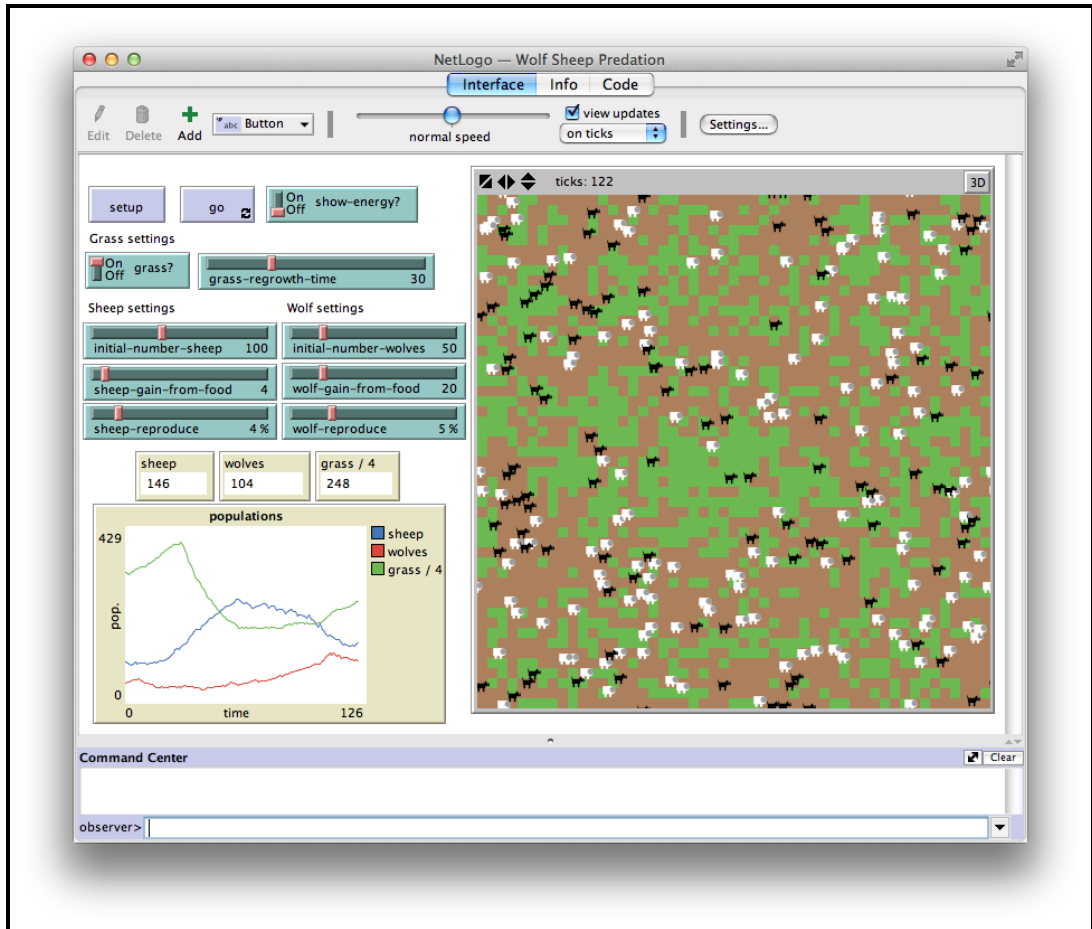 NetLogo — Wolf Sheep Predation
Interface Info Code
Edit Delete Add abc Button normal speed view updates on ticks Settings...
setup go On Off show-energy?
Grass settings
On Off grass? grass-regrowth-time 30
Sheep settings Wolf settings
initial-number-sheep 100 initial-number-wolves 50
sheep-gain-from-food 4 wolf-gain-from-food 20
sheep-reproduce 4 % wolf-reproduce 5 %
sheep wolves grass / 4
146 104 248
populations
429
pop.
0
0 time 126
sheep
wolves
grass / 4
ticks: 122 3D
Command Center Clear
observer>